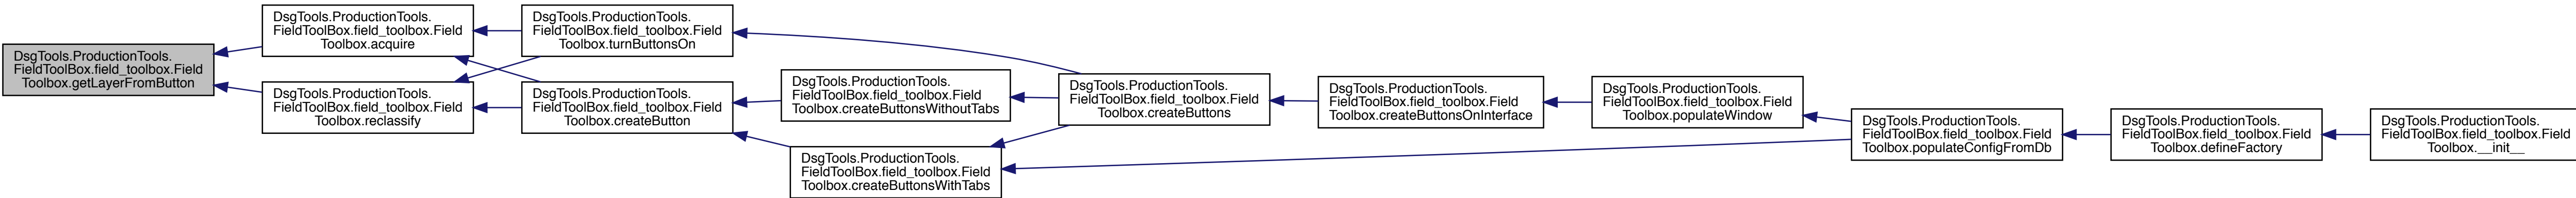 DsgTools.ProductionTools.
FieldToolBox.field_toolbox.Field
Toolbox.getLayerFromButton
DsgTools.ProductionTools.
FieldToolBox.field_toolbox.Field
Toolbox.acquire
DsgTools.ProductionTools.
FieldToolBox.field_toolbox.Field
Toolbox.reclassify
DsgTools.ProductionTools.
FieldToolBox.field_toolbox.Field
Toolbox.turnButtonsOn
DsgTools.ProductionTools.
FieldToolBox.field_toolbox.Field
Toolbox.createButton
DsgTools.ProductionTools.
FieldToolBox.field_toolbox.Field
Toolbox.createButtonsWithoutTabs
DsgTools.ProductionTools.
FieldToolBox.field_toolbox.Field
Toolbox.createButtonsWithTabs
DsgTools.ProductionTools.
FieldToolBox.field_toolbox.Field
Toolbox.createButtons
DsgTools.ProductionTools.
FieldToolBox.field_toolbox.Field
Toolbox.createButtonsOnInterface
DsgTools.ProductionTools.
FieldToolBox.field_toolbox.Field
Toolbox.populateWindow
DsgTools.ProductionTools.
FieldToolBox.field_toolbox.Field
Toolbox.populateConfigFromDb
DsgTools.ProductionTools.
FieldToolBox.field_toolbox.Field
Toolbox.defineFactory
DsgTools.ProductionTools.
FieldToolBox.field_toolbox.Field
Toolbox.__init__